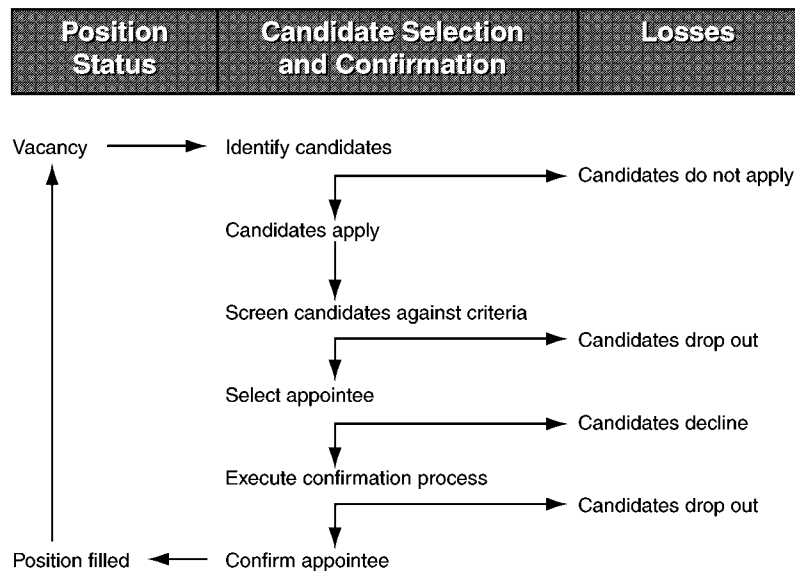 Position
Status
Candidate Selection
and Confirmation
Losses
Vacancy
Identify candidates
Candidates do not apply
Candidates apply
Screen candidates against criteria
Candidates drop out
Select appointee
Candidates decline
Execute confirmation process
Candidates drop out
Position filled
Confirm appointee